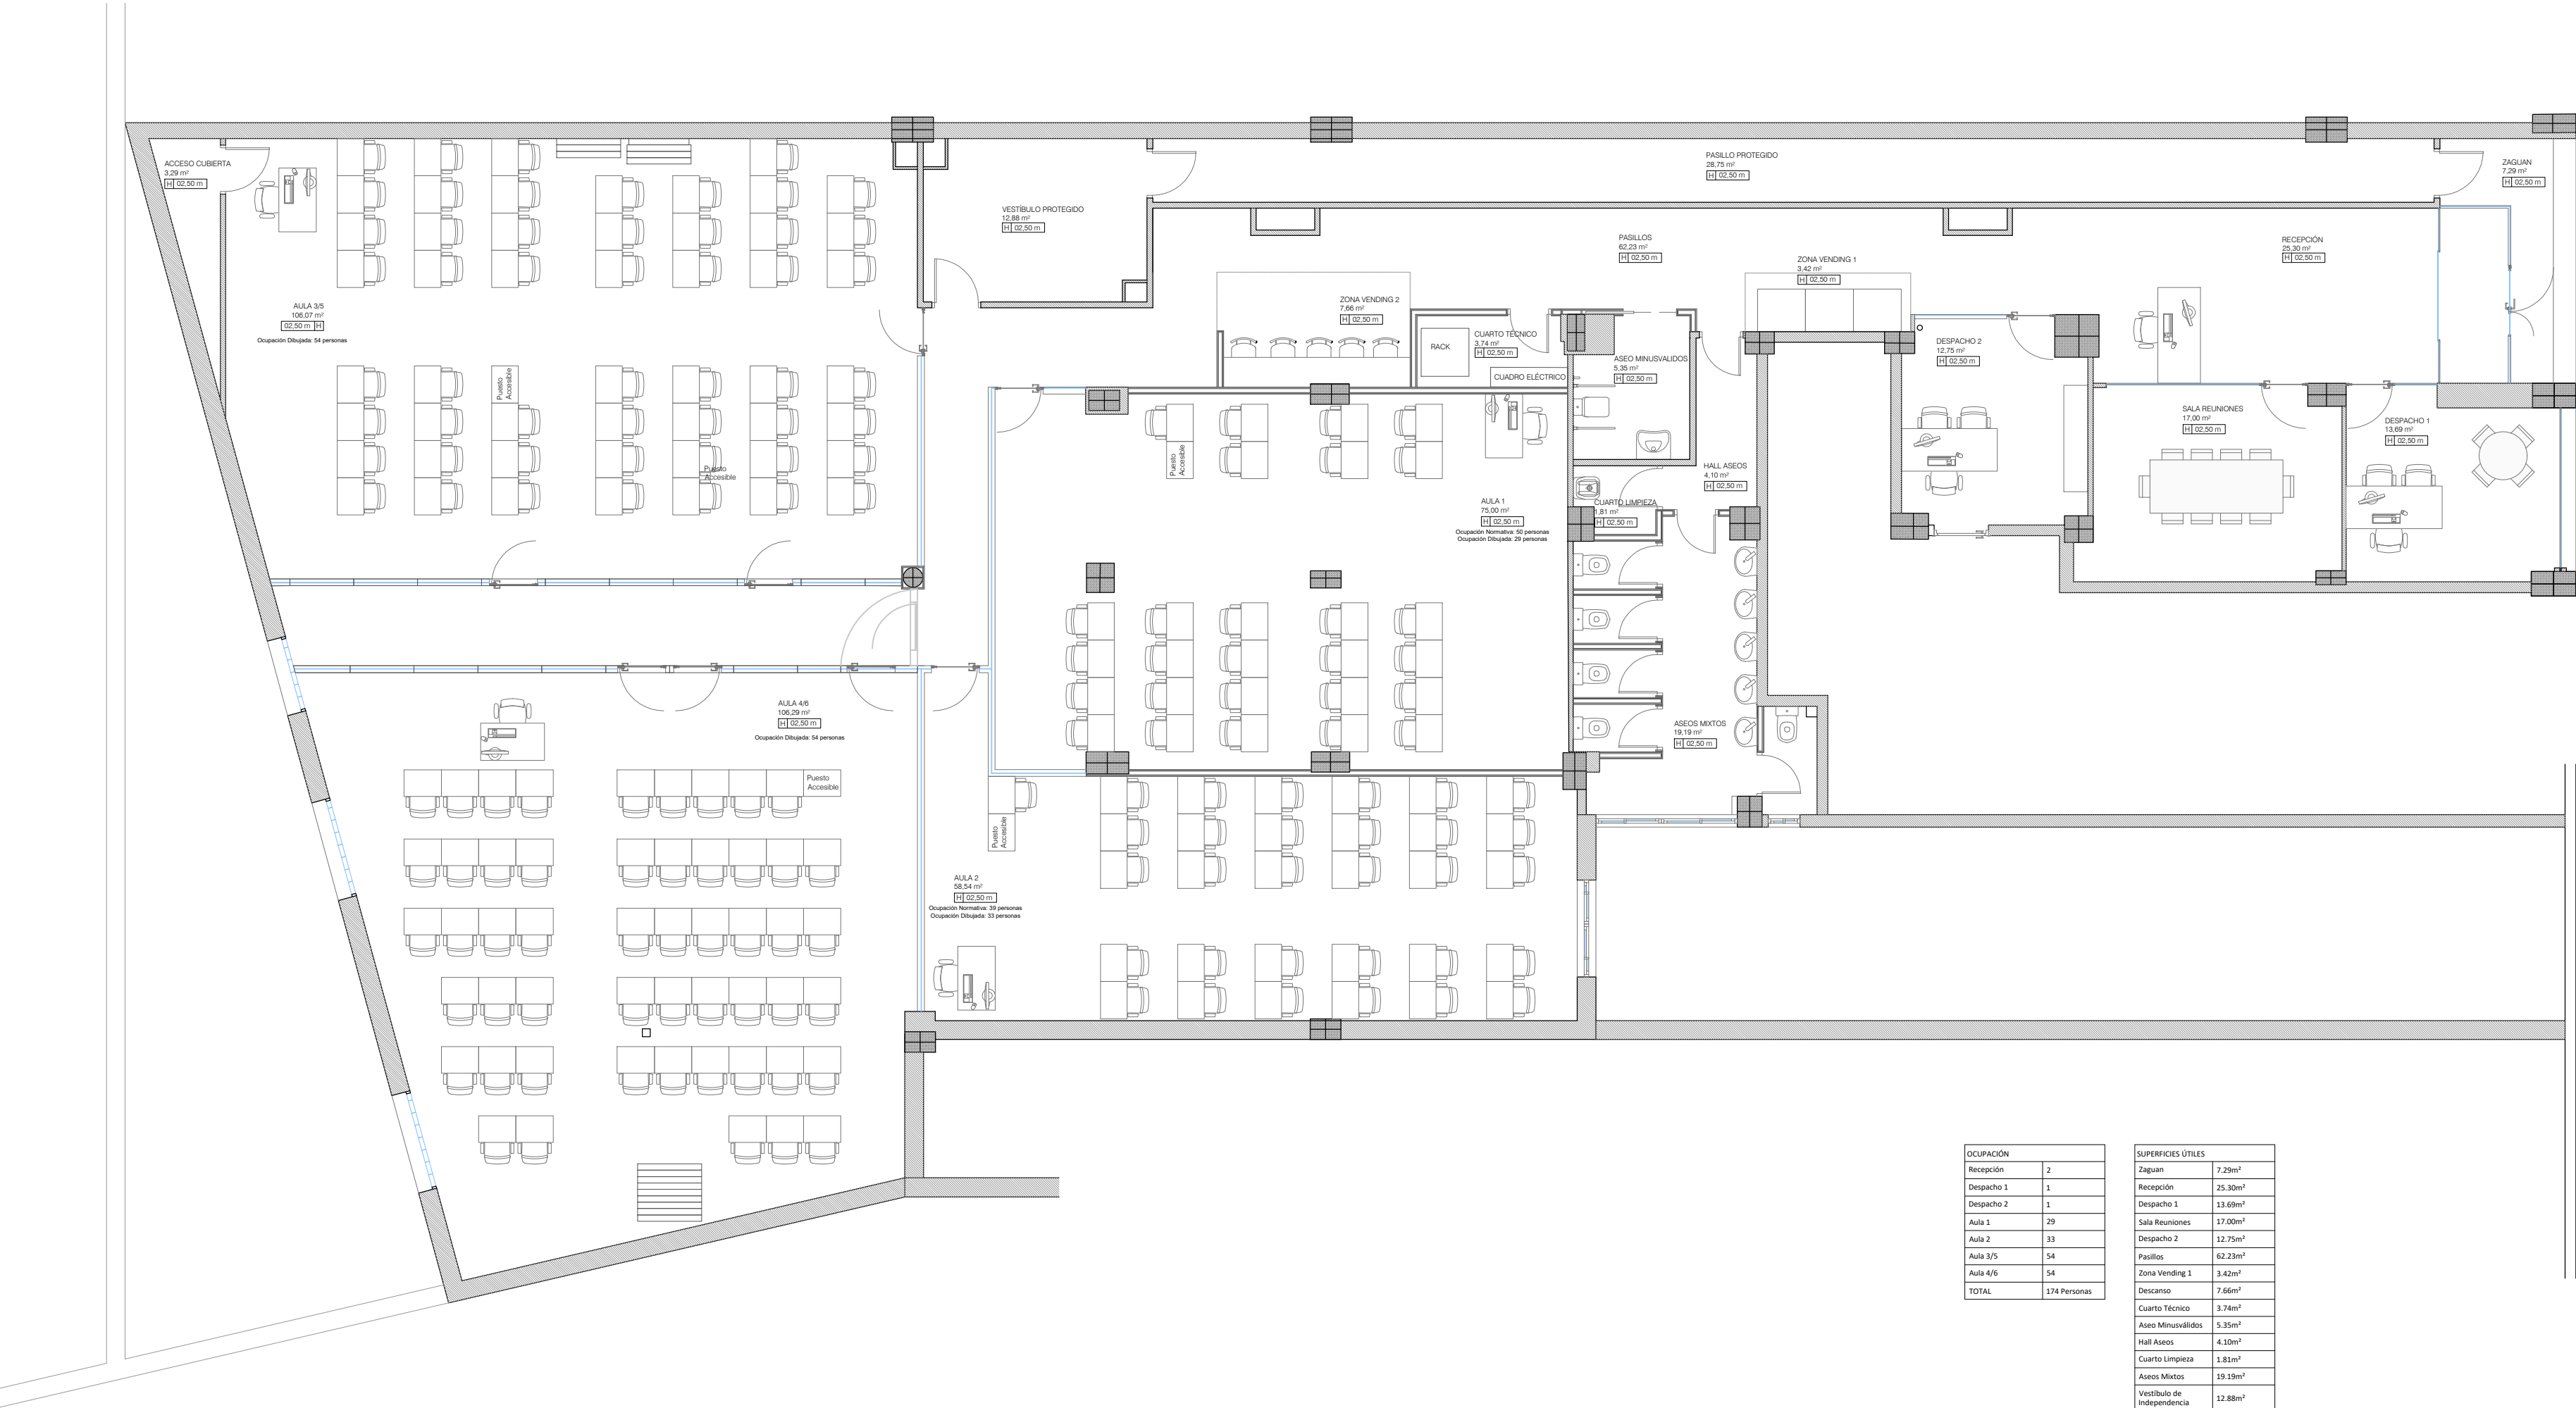 ACCESO CUBIERTA
3,29 m²
H 02,50 m
AULA 3/5
106,07 m²
02,50 m H
Ocupación Dibujada: 54 personas
Puesto
Accesible
Puesto
Accesible
VESTÍBULO PROTEGIDO
12,88 m²
H 02,50 m
PASILLO PROTEGIDO
28,75 m²
H 02,50 m
ZAGUAN
7,29 m²
H 02,50 m
PASILLOS
62,23 m²
H 02,50 m
RECEPCIÓN
25,30 m²
H 02,50 m
ZONA VENDING 1
3,42 m²
H 02,50 m
ZONA VENDING 2
7,66 m²
H 02,50 m
RACK
CUARTO TÉCNICO
3,74 m²
H 02,50 m
CUADRO ELÉCTRICO
ASEO MINUSVALIDOS
5,35 m²
H 02,50 m
DESPACHO 2
12,75 m²
H 02,50 m
SALA REUNIONES
17,00 m²
H 02,50 m
DESPACHO 1
13,69 m²
H 02,50 m
Puesto
Accesible
HALL ASEOS
4,10 m²
H 02,50 m
AULA 1
75,00 m²
H 02,50 m
Ocupación Normativa: 50 personas
Ocupación Dibujada: 29 personas
CUARTO LIMPIEZA
1,81 m²
H 02,50 m
ASEOS MIXTOS
19,19 m²
H 02,50 m
AULA 4/6
106,29 m²
H 02,50 m
Ocupación Dibujada: 54 personas
Puesto
Accesible
Puesto
Accesible
AULA 2
58,54 m²
H 02,50 m
Ocupación Normativa: 39 personas
Ocupación Dibujada: 33 personas
OCUPACIÓN
Recepción 2
Despacho 1 1
Despacho 2 1
Aula 1 29
Aula 2 33
Aula 3/5 54
Aula 4/6 54
TOTAL 174 Personas
SUPERFICIES ÚTILES
Zaguan 7.29m²
Recepción 25.30m²
Despacho 1 13.69m²
Sala Reuniones 17.00m²
Despacho 2 12.75m²
Pasillos 62.23m²
Zona Vending 1 3.42m²
Descanso 7.66m²
Cuarto Técnico 3.74m²
Aseo Minusválidos 5.35m²
Hall Aseos 4.10m²
Cuarto Limpieza 1.81m²
Aseos Mixtos 19.19m²
Vestíbulo de
Independencia 12.88m²